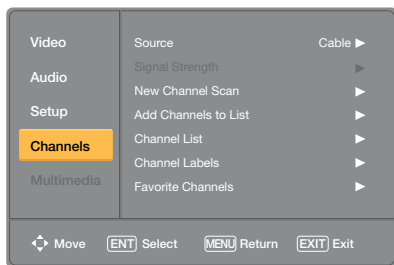 Video
Audio
Setup
Channels
Multimedia
Source Cable ▶
Signal Strength ▶
New Channel Scan ▶
Add Channels to List ▶
Channel List ▶
Channel Labels ▶
Favorite Channels ▶
Move ENT Select MENU Return EXIT Exit